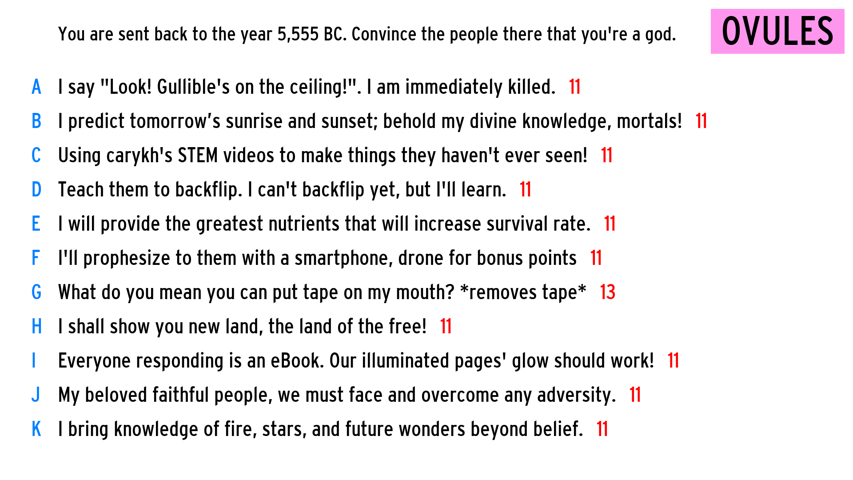 You are sent back to the year 5,555 BC. Convince the people there that you're a god.
OVULES
A I say "Look! Gullible's on the ceiling!". I am immediately killed. 11
B I predict tomorrow’s sunrise and sunset; behold my divine knowledge, mortals! 11
C Using carykh's STEM videos to make things they haven't ever seen! 11
D Teach them to backflip. I can't backflip yet, but I'll learn. 11
E I will provide the greatest nutrients that will increase survival rate. 11
F I'll prophesize to them with a smartphone, drone for bonus points 11
G What do you mean you can put tape on my mouth? *removes tape* 13
H I shall show you new land, the land of the free! 11
I Everyone responding is an eBook. Our illuminated pages' glow should work! 11
J My beloved faithful people, we must face and overcome any adversity. 11
K I bring knowledge of fire, stars, and future wonders beyond belief. 11